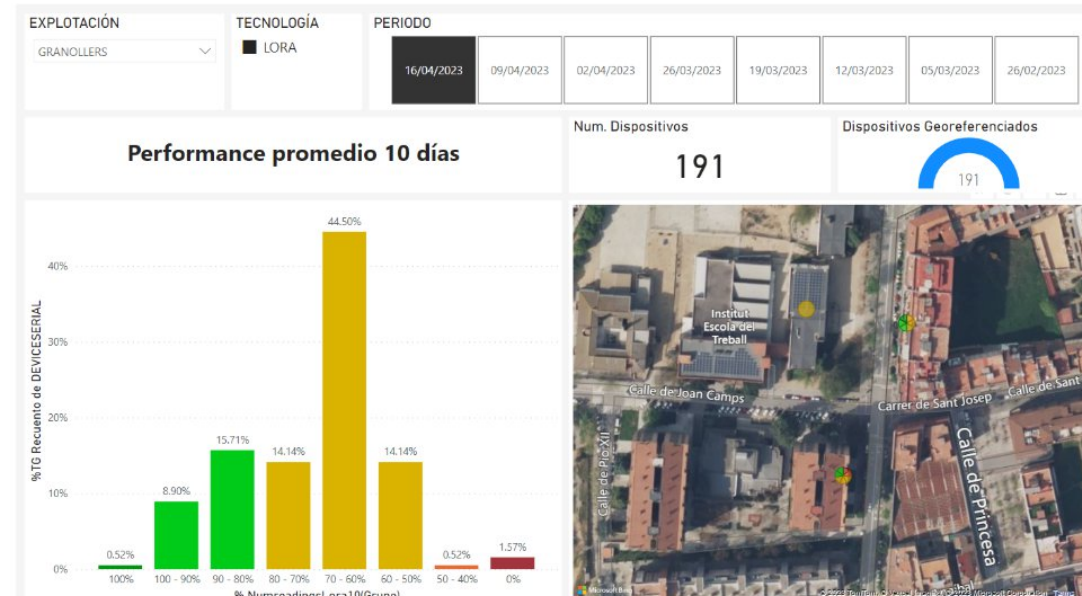 EXPLOTACIÓN
GRANOLLERS
TECNOLOGÍA
LORA
PERIODO
16/04/2023
09/04/2023
02/04/2023
26/03/2023
19/03/2023
12/03/2023
05/03/2023
26/02/2023
Performance promedio 10 días
Num. Dispositivos
191
Dispositivos Georeferenciados
191
%TG Recuento de DEVICESERIAL
40%
30%
20%
10%
0%
0.52%
8.90%
15.71%
14.14%
44.50%
14.14%
0.52%
1.57%
100%
100 - 90%
90 - 80%
80 - 70%
70 - 60%
60 - 50%
50 - 40%
0%
% NumreadingsLora10(Grupo)
Institut
Escola del
Treball
Calle de Joan Camps
Carrer de Sant Josep
Calle de Sant
Calle de Pio XII
Calle de Princesa
Microsoft Bing
Microsoft Corporation